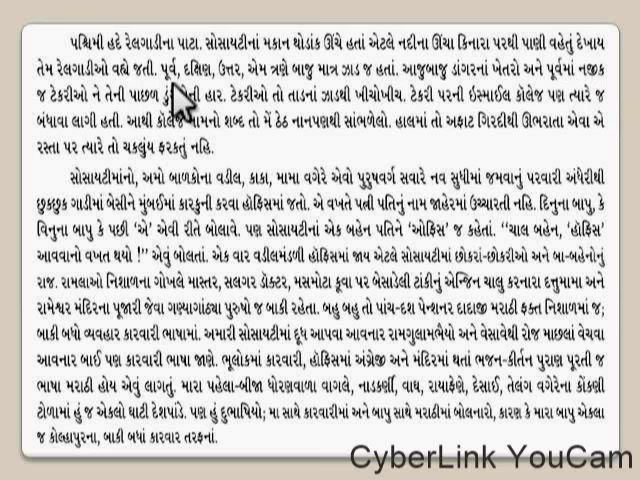 પશ્ચિમી હદે રેલગાડીના પાટા. સોસાયટીનાં મકાન થોડાંક ઊંચે હતાં એટલે નદીના ઊંચા કિનારા પરથી પાણી વહેતું દેખાય
તેમ રેલગાડીઓ વહ્યે જતી. પૂર્વ, દક્ષિણ, ઉત્તર, એમ ત્રણે બાજુ માત્ર ઝાડ જ હતાં. આજુબાજુ ડાંગરનાં ખેતરો અને પૂર્વમાં નજીક
જ ટેકરીઓ ને તેની પાછળ હાર. ટેકરીઓ તો તાડનાં ઝાડથી ખીચોખીચ. ટેકરી પરની ઇસ્માઈલ કૉલેજ પણ ત્યારે જ
બંધાવા લાગી હતી. આથી કૉલેજ નામનો શબ્દ તો મેં ઠેઠ નાનપણથી સાંભળેલો. હાલમાં તો અફાટ ગિરદીથી ઊભરાતા એવા એ
રસ્તા પર ત્યારે તો ચકલુંય ફરકતું નહિ.
સોસાયટીમાંનો, અમો બાળકોના વડીલ, કાકા, મામા વગેરે એવો પુરુષવર્ગ સવારે નવ સુધીમાં જમવાનું પરવારી અંધેરીથી
છુકછુક ગાડીમાં બેસીને મુંબઈમાં કારકુની કરવા હૉફિસમાં જતો. એ વખતે પત્ની પતિનું નામ જાહેરમાં ઉચ્ચારતી નહિ. દિનુના બાપુ, કે
વિનુના બાપુ કે પછી ‘એ’ એવી રીતે બોલાવે. પણ સોસાયટીનાં એક બહેન પતિને ‘ઓફિસ’ જ કહેતાં. “ચાલ બહેન, ‘હૉફિસ’
આવવાનો વખત થયો !” એવું બોલતાં. એક વાર વડીલમંડળી હૉફિસમાં જાય એટલે સોસાયટીમાં છોકરાં-છોકરીઓ અને બા-બહેનોનું
રાજ. રામલાઓ નિશાળના ગોખલે માસ્તર, સલગર ડૉક્ટર, મસમોટા કૂવા પર બેસાડેલી ટાંકીનું એન્જિન ચાલુ કરનારા દત્તુમામા અને
રામેશ્વર મંદિરના પૂજારી જેવા ગણ્યાગાંઠ્યા પુરુષો જ બાકી રહેતા. બહુ બહુ તો પાંચ-દશ પેન્શનર દાદાજી મરાઠી ફક્ત નિશાળમાં જ;
બાકી બધો વ્યવહાર કારવારી ભાષામાં. અમારી સોસાયટીમાં દૂધ આપવા આવનાર રામગુલામભૈયો અને વેસાવેથી રોજ માછલાં વેચવા
આવનાર બાઈ પણ કારવારી ભાષા જાણે. ભૂલોકમાં કારવારી, હૉફિસમાં અંગ્રેજી અને મંદિરમાં થતાં ભજન-કીર્તન પુરાણ પૂરતી જ
ભાષા મરાઠી હોય એવું લાગતું. મારા પહેલા-બીજા ધોરણવાળા વાગલે, નાડકર્ણી, વાઘ, રાયાફેણે, દેસાઈ, તેલંગ વગેરેના કોંકણી
ટોળામાં હું જ એકલો ઘાટી દેશપાંડે. પણ હું દુભાષિયો; મા સાથે કારવારીમાં અને બાપુ સાથે મરાઠીમાં બોલનારો, કારણ કે મારા બાપુ એકલા
જ કોલ્હાપુરના, બાકી બધાં કારવાર તરફનાં.
CyberLink YouCam